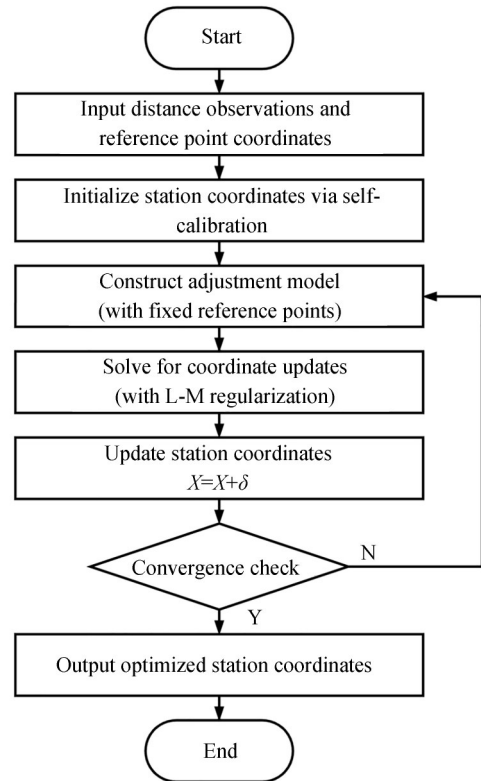 Start
Input distance observations and
reference point coordinates
Initialize station coordinates via self-
calibration
Construct adjustment model
(with fixed reference points)
Solve for coordinate updates
(with L-M regularization)
Update station coordinates
X=X+δ
Convergence check
N
Y
Output optimized station coordinates
End